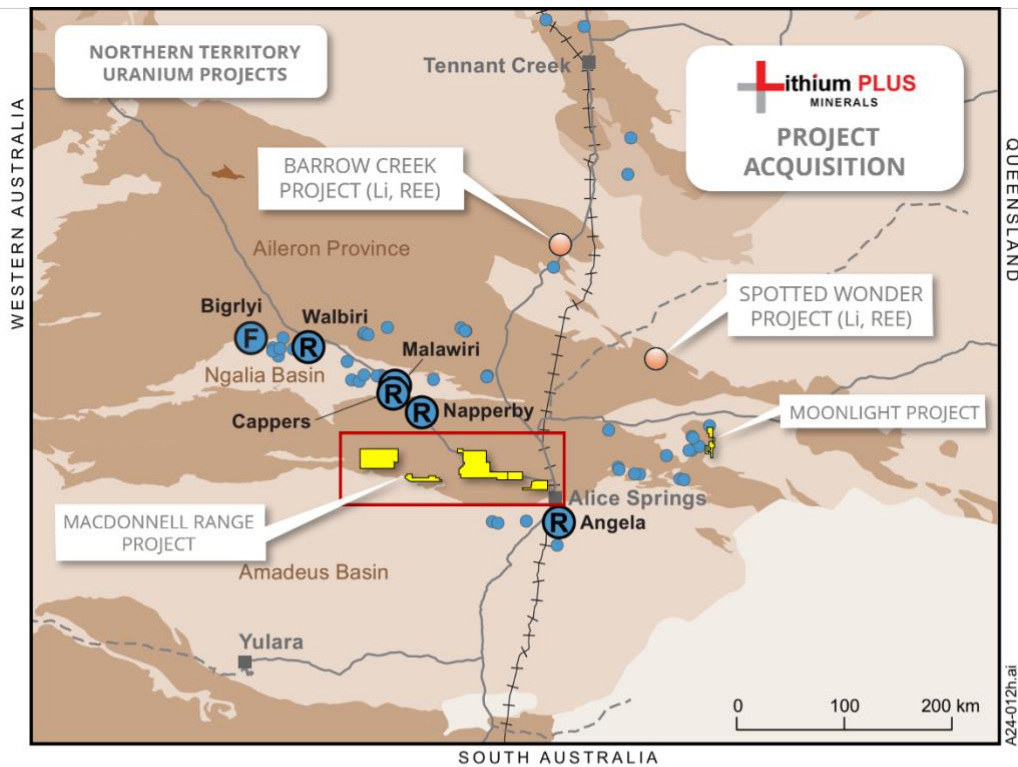 NORTHERN TERRITORY
URANIUM PROJECTS
Tennant Creek
Lithium PLUS
MINERALS
PROJECT
ACQUISITION
WESTERN AUSTRALIA
QUEENSLAND
BARROW CREEK
PROJECT (Li, REE)
Aileron Province
SPOTTED WONDER
PROJECT (Li, REE)
Bigrlyi
F
Walbiri
R
Malawiri
Ngalia Basin
R
Cappers
R
Napperby
MOONLIGHT PROJECT
Alice Springs
R
Angela
MACDONNELL RANGE
PROJECT
Amadeus Basin
Yulara
0
100
200 km
A24-012h.ai
SOUTH AUSTRALIA